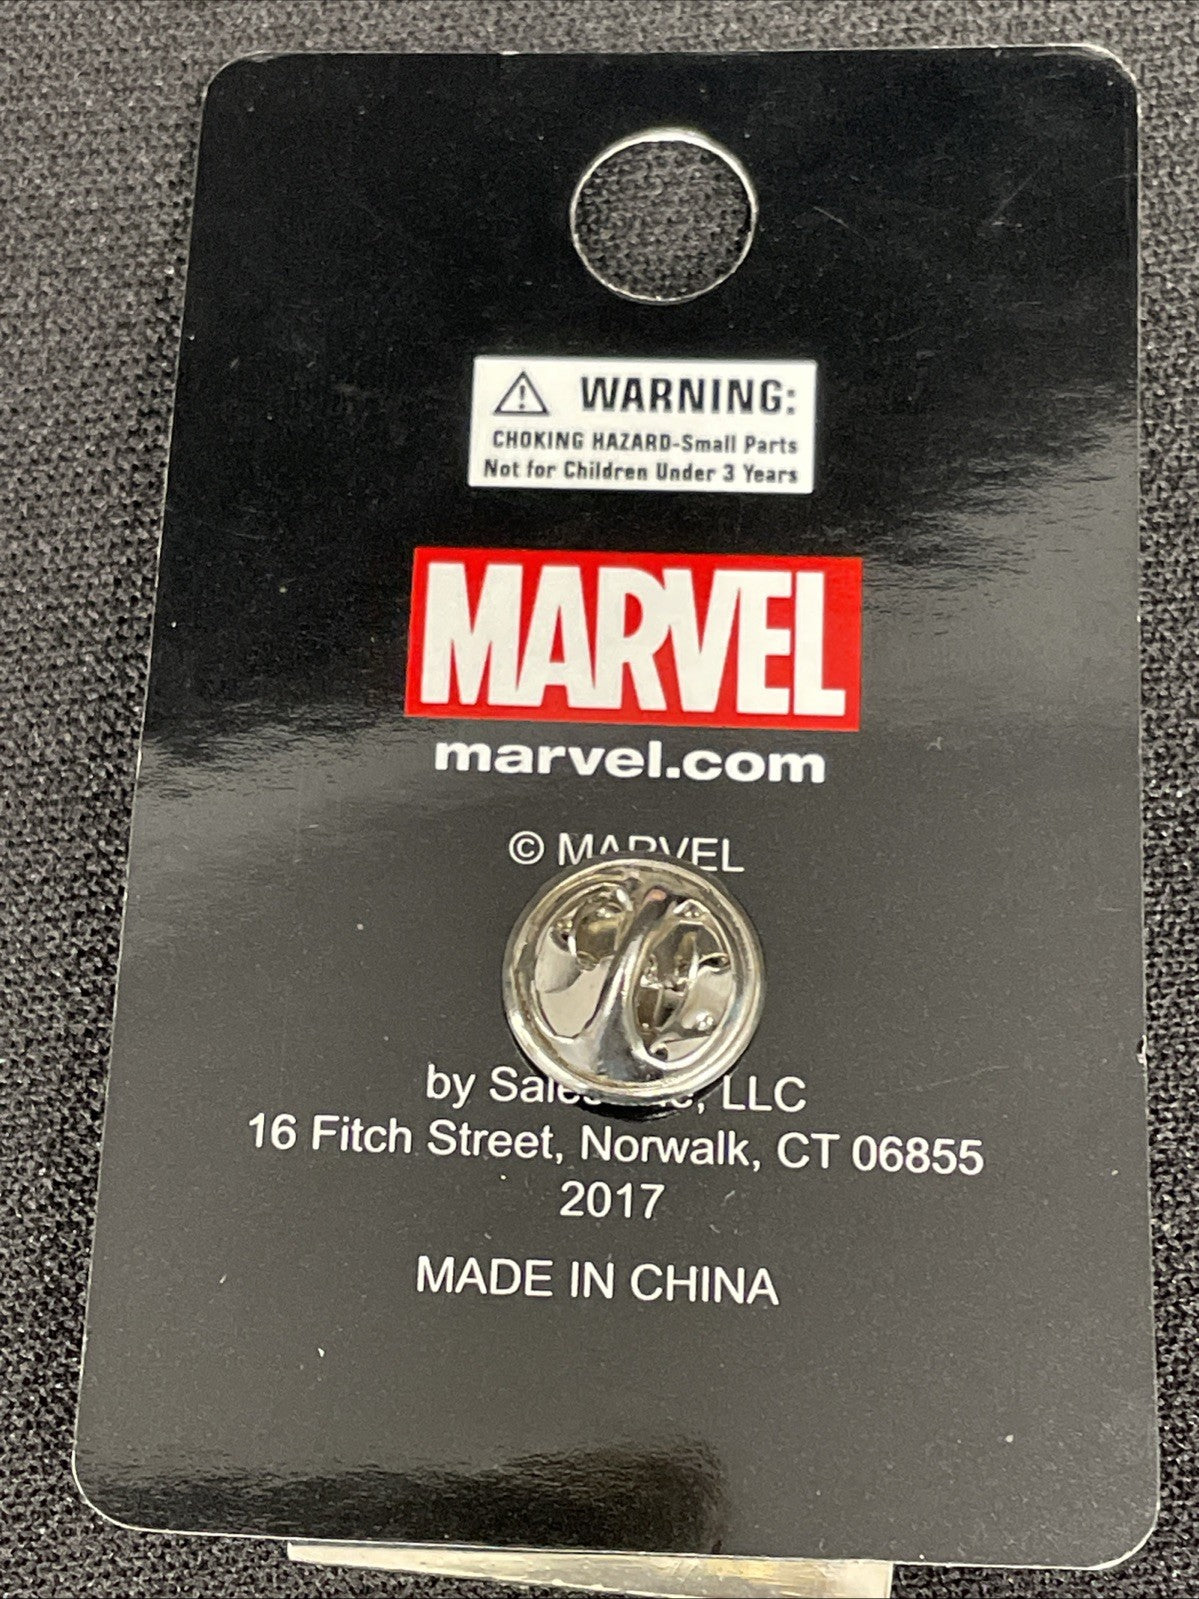 WARNING:
CHOKING HAZARD-Small Parts
Not for Children Under 3 Years
MARVEL
marvel.com
© MARVEL
by LLC
16 Fitch Street, Norwalk, CT 06855
2017
MADE IN CHINA